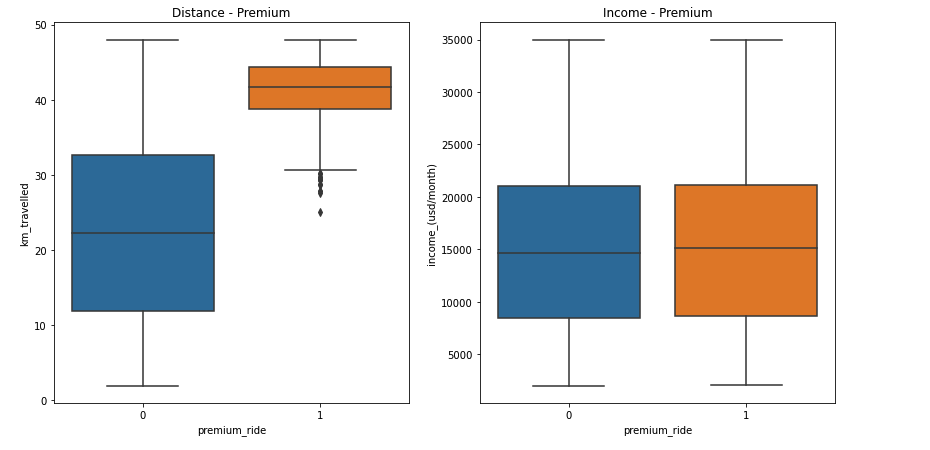 Distance - Premium
50
40
30
20
10
0
km_travelled
0 1
premium_ride
Income - Premium
35000
30000
25000
20000
15000
10000
5000
income_(usd/month)
0 1
premium_ride